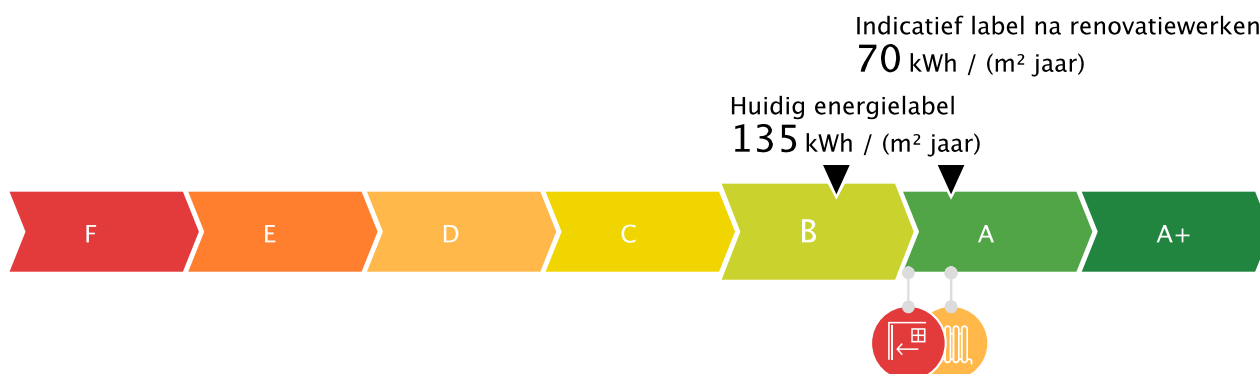 Indicatief label na renovatiewerken
70 kWh / (m² jaar)
Huidig energielabel
135 kWh / (m² jaar)
F E D C B A A+